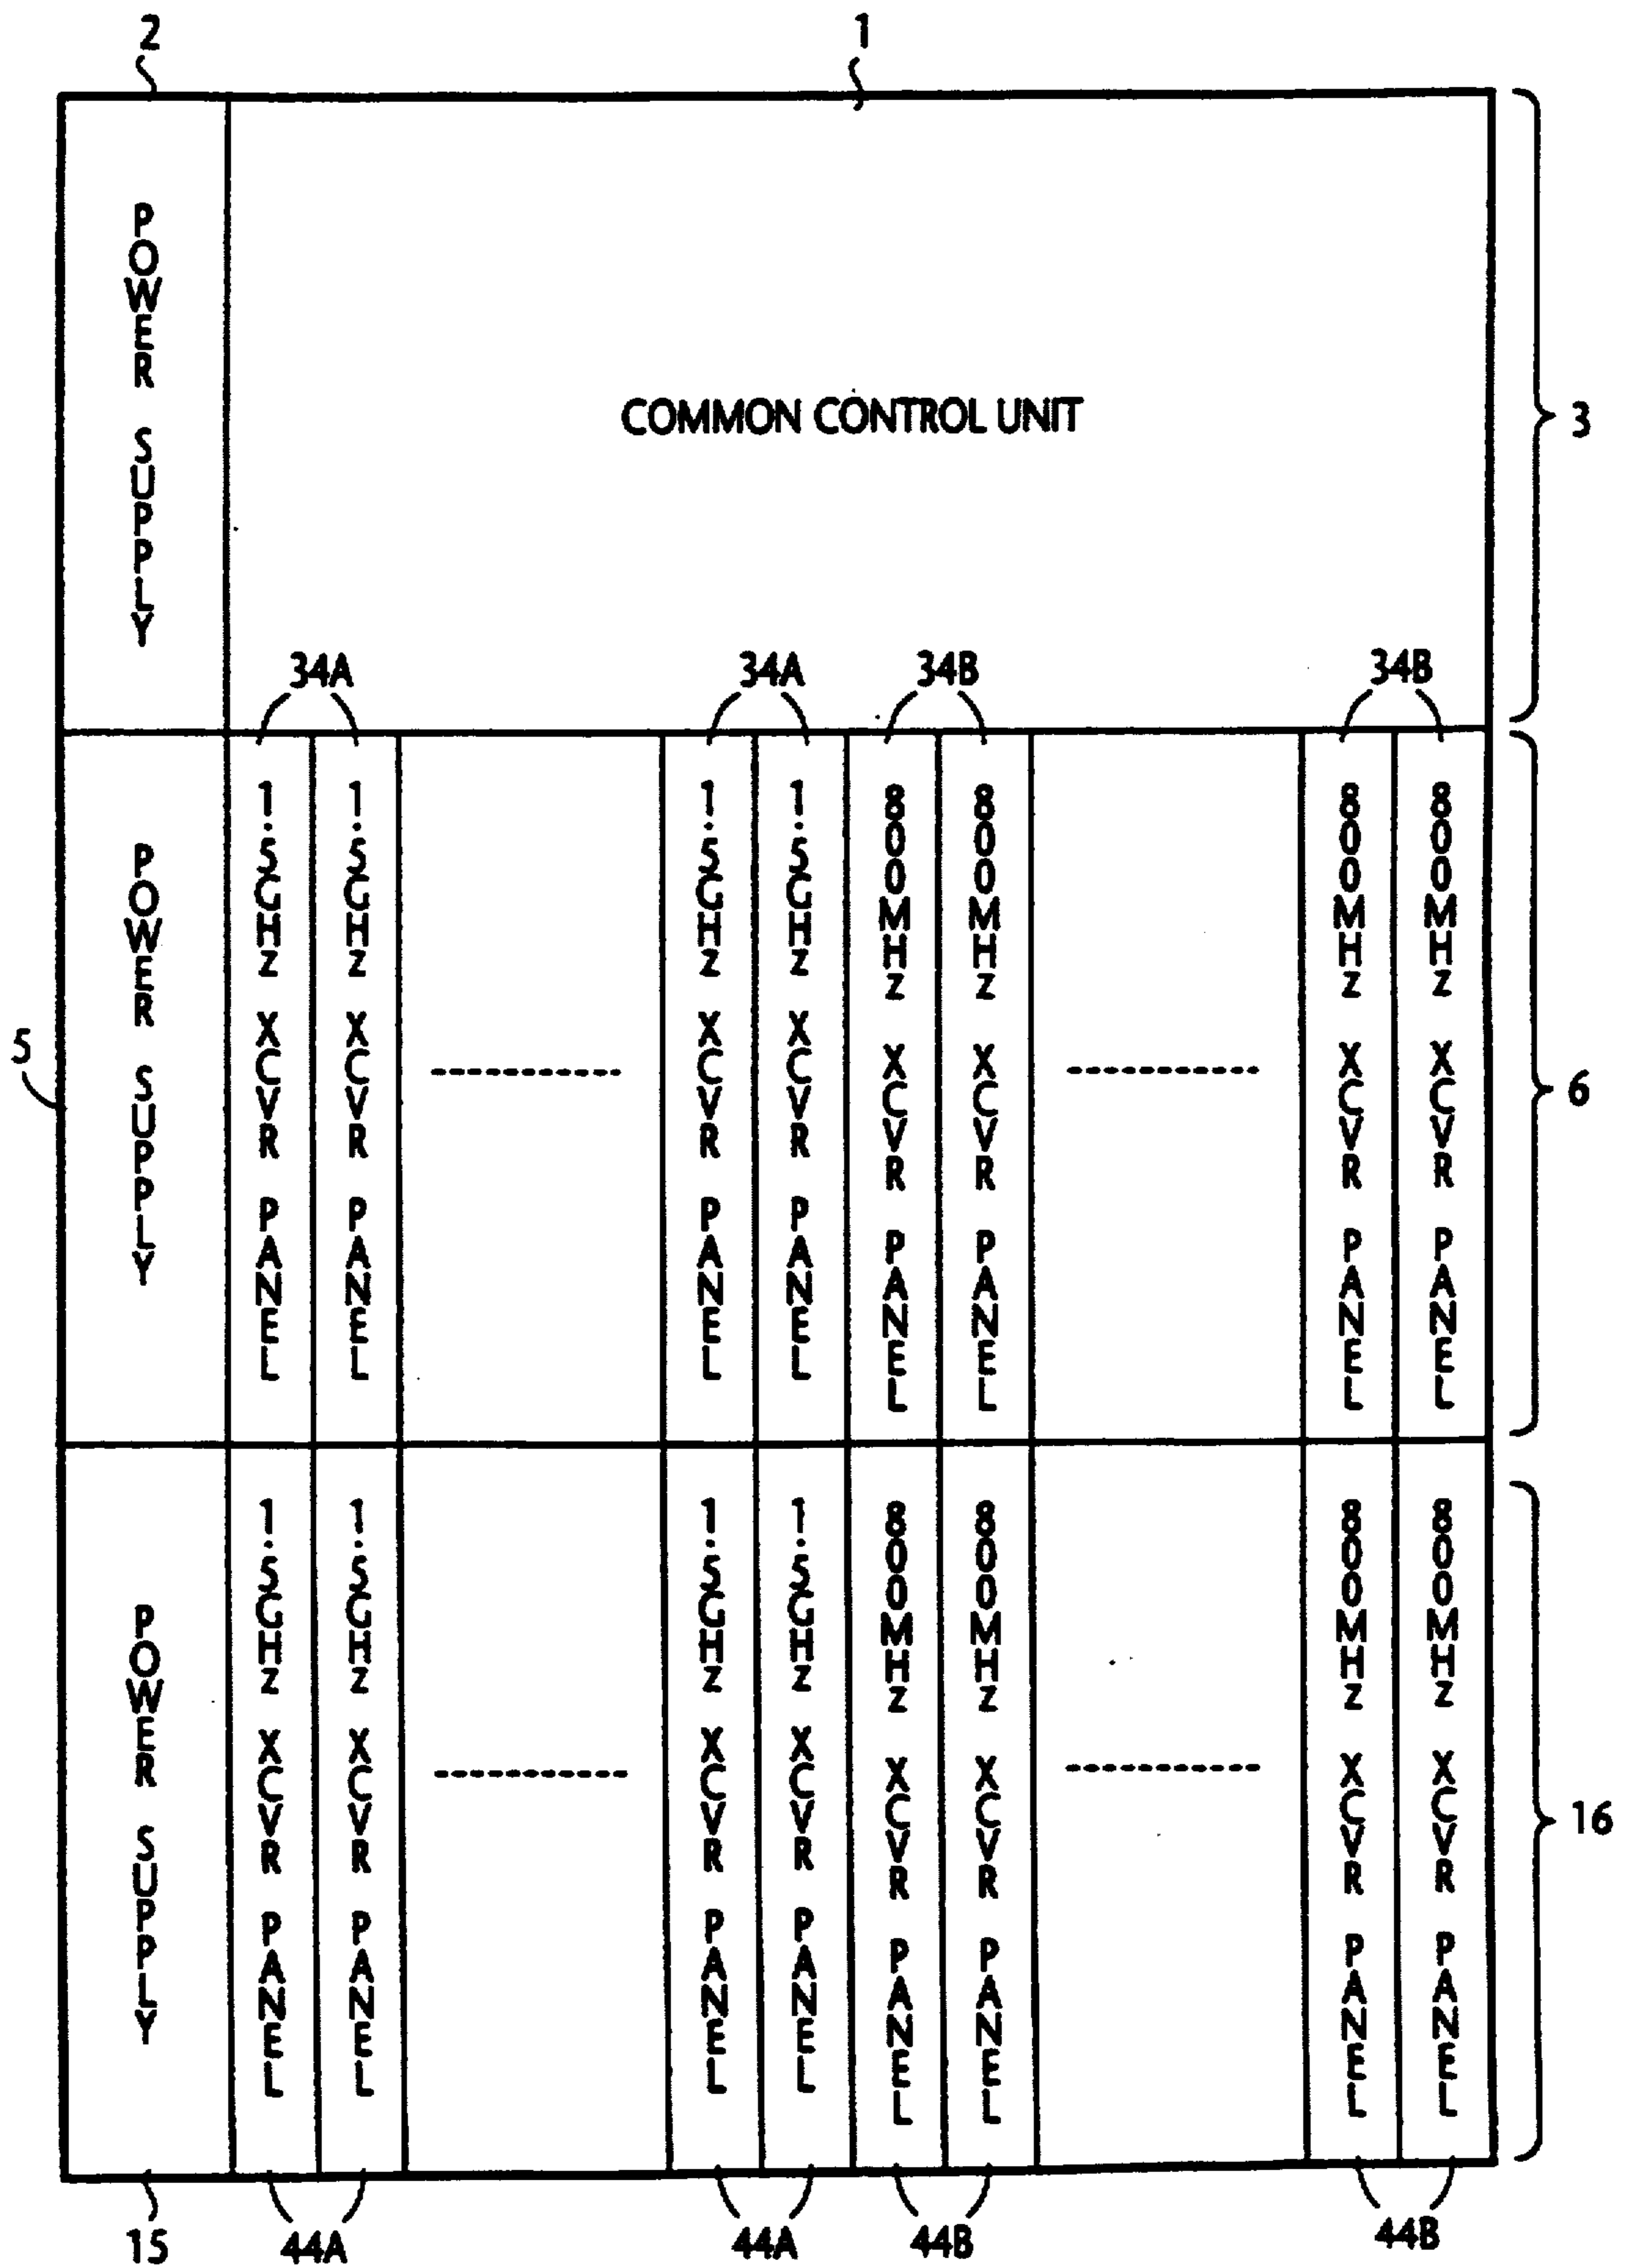 2
1
POWER SUPPLY
COMMON CONTROL UNIT
3
34A
34A
34B
34B
5
POWER SUPPLY
1.5GHz XCVR PANEL
1.5GHz XCVR PANEL
1.5GHz XCVR PANEL
1.5GHz XCVR PANEL
800MHz XCVR PANEL
800MHz XCVR PANEL
800MHz XCVR PANEL
800MHz XCVR PANEL
6
POWER SUPPLY
1.5GHz XCVR PANEL
1.5GHz XCVR PANEL
1.5GHz XCVR PANEL
1.5GHz XCVR PANEL
800MHz XCVR PANEL
800MHz XCVR PANEL
800MHz XCVR PANEL
800MHz XCVR PANEL
16
15
44A
44A
44B
44B